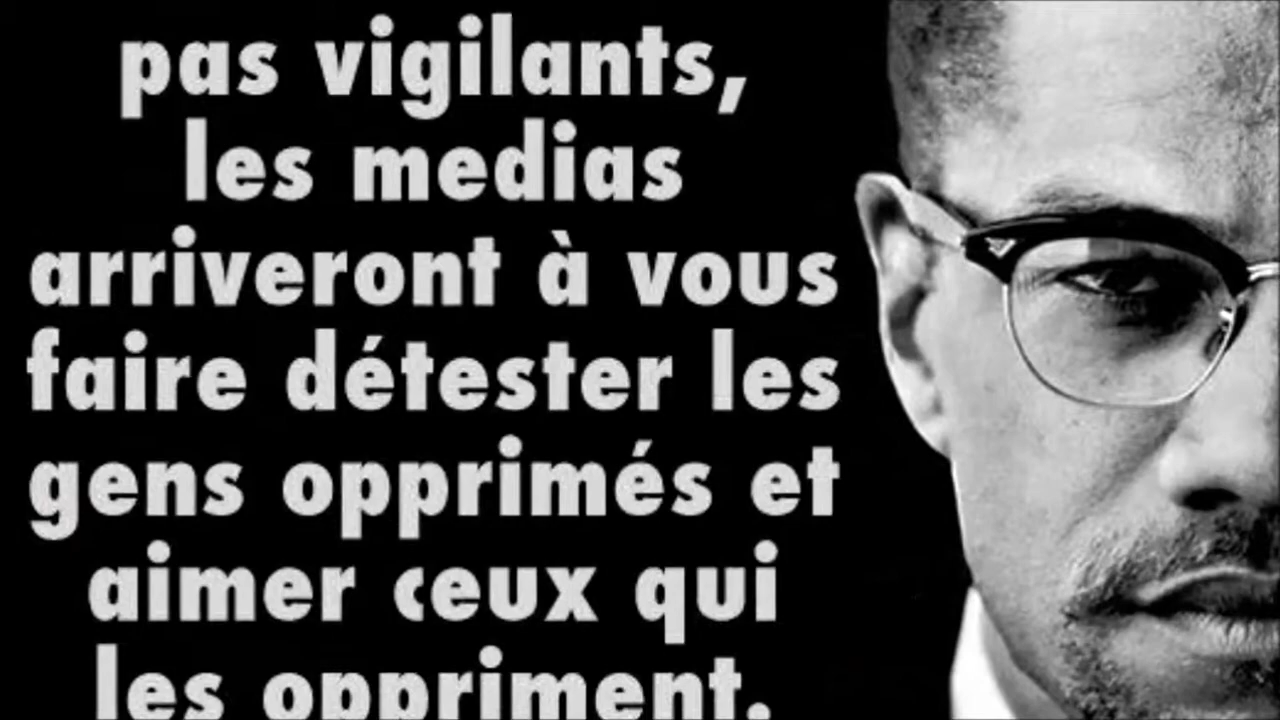 pas vigilants,
les medias
arriveront à vous
faire détester les
gens opprimés et
aimer ceux qui
les oppriment.